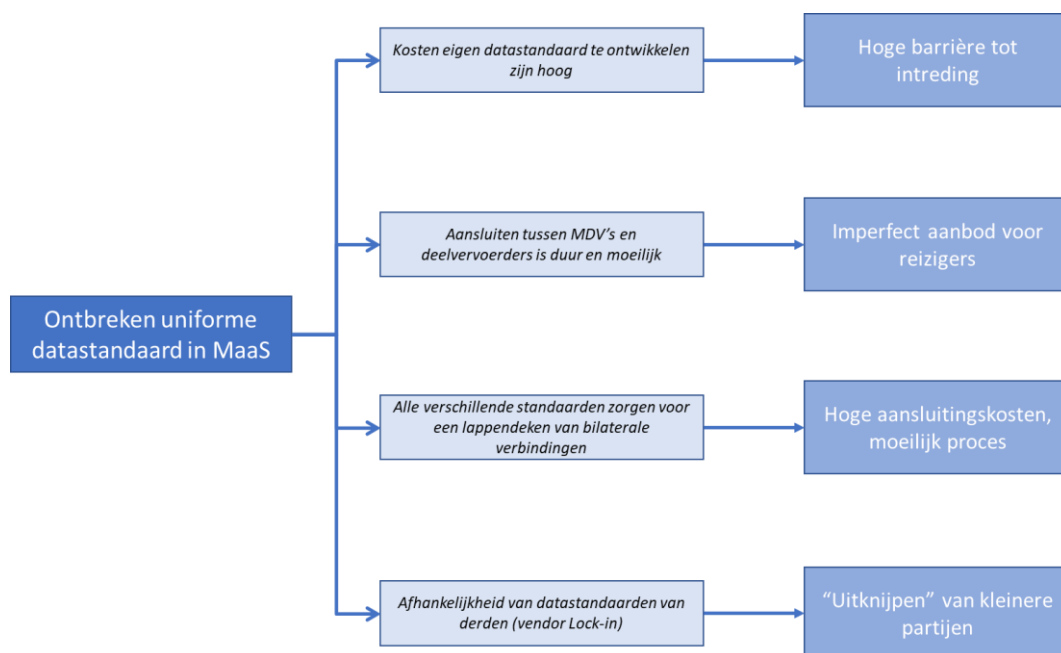 Kosten eigen datastandaard te ontwikkelen
zijn hoog
Hoge barrière tot
intreding
Aansluiten tussen MDV's en
deelvervoerders is duur en moeilijk
Imperfect aanbod voor
reizigers
Ontbreken uniforme
datastandaard in MaaS
Alle verschillende standaarden zorgen voor
een lappendeken van bilaterale
verbindingen
Hoge aansluitingskosten,
moeilijk proces
Afhankelijkheid van datastandaarden van
derden (vendor Lock-in)
“Uitknijpen” van kleinere
partijen